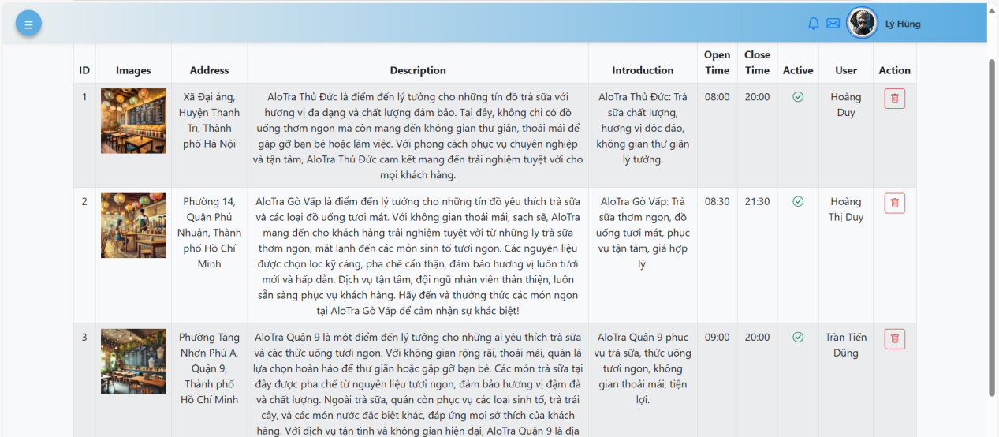 Lý Hùng
ID
Images
Address
Description
Introduction
Open
Time
Close
Time
Active
User
Action
1
Xã Đại áng,
Huyện Thanh
Trì, Thành
phố Hà Nội
AloTra Thủ Đức là điểm đến lý tưởng cho những tín đồ trà sữa với
hương vị đa dạng và chất lượng đảm bảo. Tại đây, không chỉ có đồ
uống thơm ngon mà còn mang đến không gian thư giãn, thoải mái để
gặp gỡ bạn bè hoặc làm việc. Với phong cách phục vụ chuyên nghiệp
và tận tâm, AloTra Thủ Đức cam kết mang đến trải nghiệm tuyệt vời cho
mọi khách hàng.
AloTra Thủ Đức: Trà
sữa chất lượng,
hương vị độc đáo,
không gian thư giãn
lý tưởng.
08:00
20:00
Hoàng
Duy
2
Phường 14,
Quận Phú
Nhuận, Thành
phố Hồ Chí
Minh
AloTra Gò Vấp là điểm đến lý tưởng cho những tín đồ yêu thích trà sữa
và các loại đồ uống tươi mát. Với không gian thoải mái, sạch sẽ, AloTra
mang đến cho khách hàng trải nghiệm tuyệt vời từ những ly trà sữa
thơm ngon, mát lạnh đến các món sinh tố tươi ngon. Các nguyên liệu
được chọn lọc kỹ càng, pha chế cẩn thận, đảm bảo hương vị luôn tươi
mới và hấp dẫn. Dịch vụ tận tâm, đội ngũ nhân viên thân thiện, luôn
sẵn sàng phục vụ khách hàng. Hãy đến và thưởng thức các món ngon
tại AloTra Gò Vấp để cảm nhận sự khác biệt!
AloTra Gò Vấp: Trà
sữa thơm ngon, đồ
uống tươi mát, phục
vụ tận tâm, giá hợp
lý.
08:30
21:30
Hoàng
Thị Duy
3
Phường Tăng
Nhơn Phú A,
Quận 9,
Thành phố
Hồ Chí Minh
AloTra Quận 9 là một điểm đến lý tưởng cho những ai yêu thích trà sữa
và các thức uống tươi ngon. Với không gian rộng rãi, thoải mái, quán là
lựa chọn hoàn hảo để thư giãn hoặc gặp gỡ bạn bè. Các món trà sữa tại
đây được pha chế từ nguyên liệu tươi ngon, đảm bảo hương vị đậm đà
và chất lượng. Ngoài trà sữa, quán còn phục vụ các loại sinh tố, trà trái
cây, và các món nước đặc biệt khác, đáp ứng mọi sở thích của khách
hàng. Với dịch vụ tận tình và không gian hiện đại, AloTra Quận 9 là địa
AloTra Quận 9 phục
vụ trà sữa, thức uống
tươi ngon, không
gian thoải mái, tiện
lợi.
09:00
20:00
Trần Tiến
Dũng